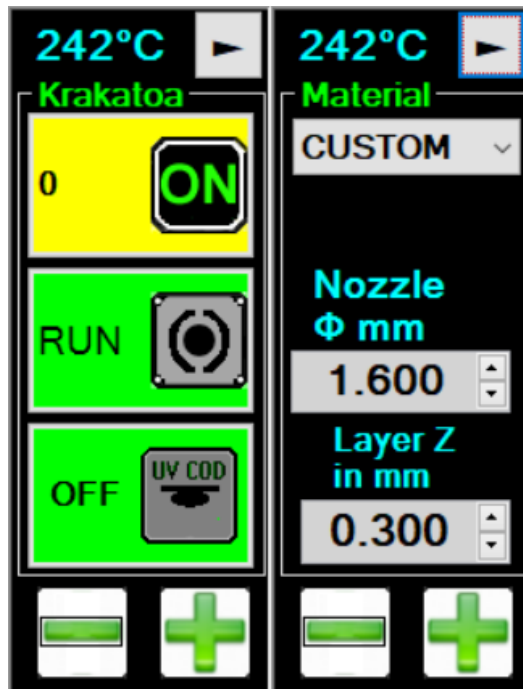 242°C
Krakatoa
0
ON
RUN
OFF
UV COD
242°C
Material
CUSTOM
Nozzle
Φ mm
1.600
Layer Z
in mm
0.300